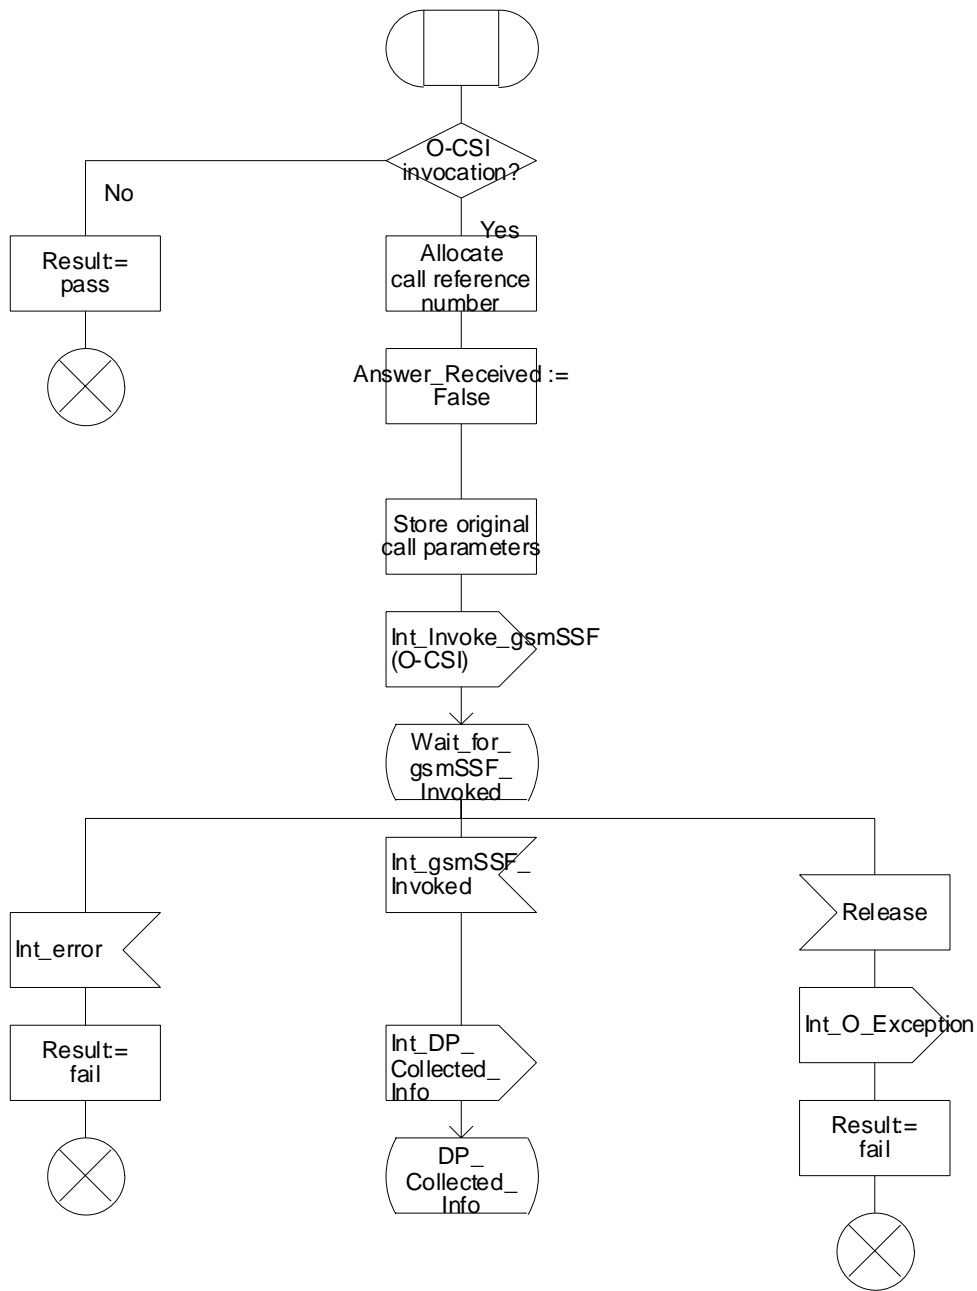 O-CSI
invocation?
No
Yes
Result:=
pass
Allocate
call reference
number
Answer_Received :=
False
Store original
call parameters
Int_Invoke_gsmSSF
(O-CSI)
Wait_for_
gsmSSF_
Invoked
Int_gsmSSF_
Invoked
Release
Int_error
Int_O_Exception
Result:=
fail
Int_DP_
Collected_
Info
Result:=
fail
DP_
Collected_
Info